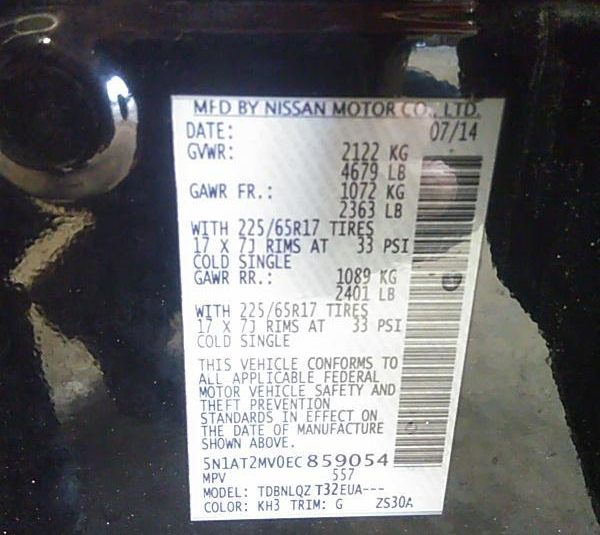 MFD BY NISSAN MOTOR CO., LTD.
DATE: 07/14
GVWR: 2122 KG
4679 LB
GAWR FR.: 1072 KG
2363 LB
WITH 225/65R17 TIRES
17 X 7J RIMS AT 33 PSI
COLD SINGLE
GAWR RR.: 1089 KG
2401 LB
WITH 225/65R17 TIRES
17 X 7J RIMS AT 33 PSI
COLD SINGLE
THIS VEHICLE CONFORMS TO
ALL APPLICABLE FEDERAL
MOTOR VEHICLE SAFETY AND
THEFT PREVENTION
STANDARDS IN EFFECT ON
THE DATE OF MANUFACTURE
SHOWN ABOVE.
5N1AT2MV0EC859054
MPV 557
MODEL: TDBNLQZ T32EUA---
COLOR: KH3 TRIM: G ZS30A